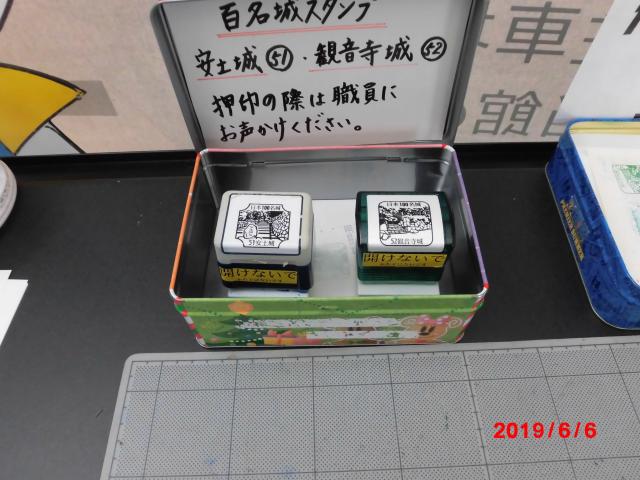 百名城スタンプ
安土城 51・観音寺城 52
押印の際は職員に
お声かけください。
日本100名城
51安土城
開けないで
日本100名城
52観音寺城
開けないで
2019/6/6